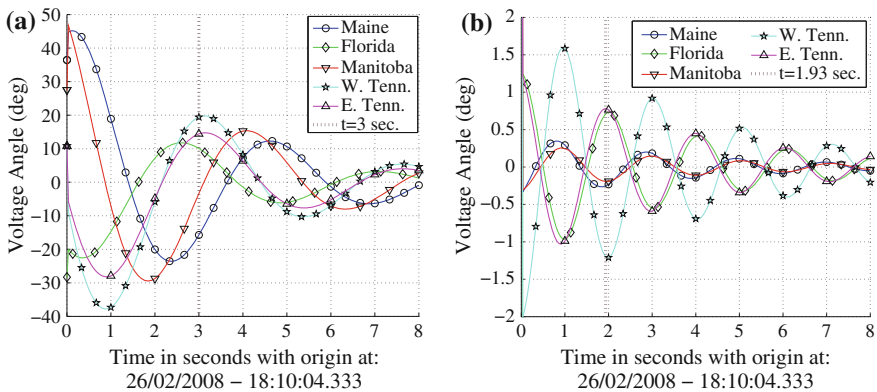 (a)
Voltage Angle (deg)
50
40
30
20
10
0
−10
−20
−30
−40
0 1 2 3 4 5 6 7 8
Maine
Florida
Manitoba
W. Tenn.
E. Tenn.
t=3 sec.
Time in seconds with origin at:
26/02/2008 − 18:10:04.333
(b)
Voltage Angle (deg)
2
1.5
1
0.5
0
−0.5
−1
−1.5
−2
0 1 2 3 4 5 6 7 8
Maine
Florida
Manitoba
W. Tenn.
E. Tenn.
t=1.93 sec.
Time in seconds with origin at:
26/02/2008 − 18:10:04.333